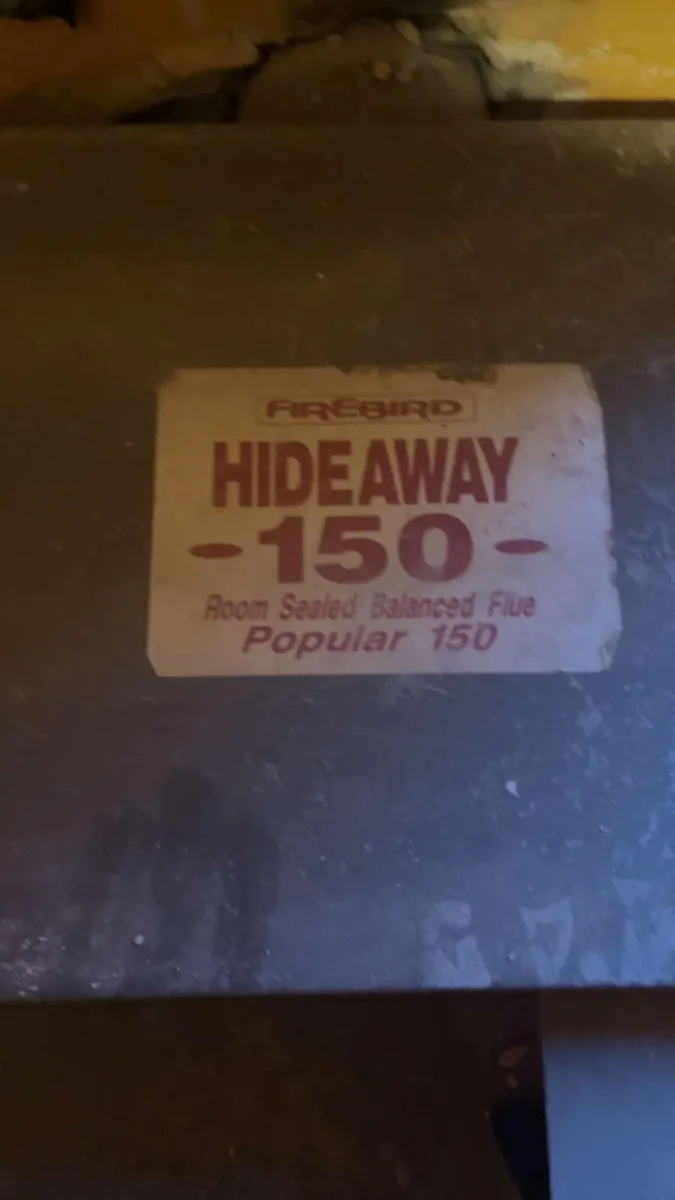 FIREBIRD
HIDEAWAY
-150-
Room Sealed Balanced Flue
Popular 150